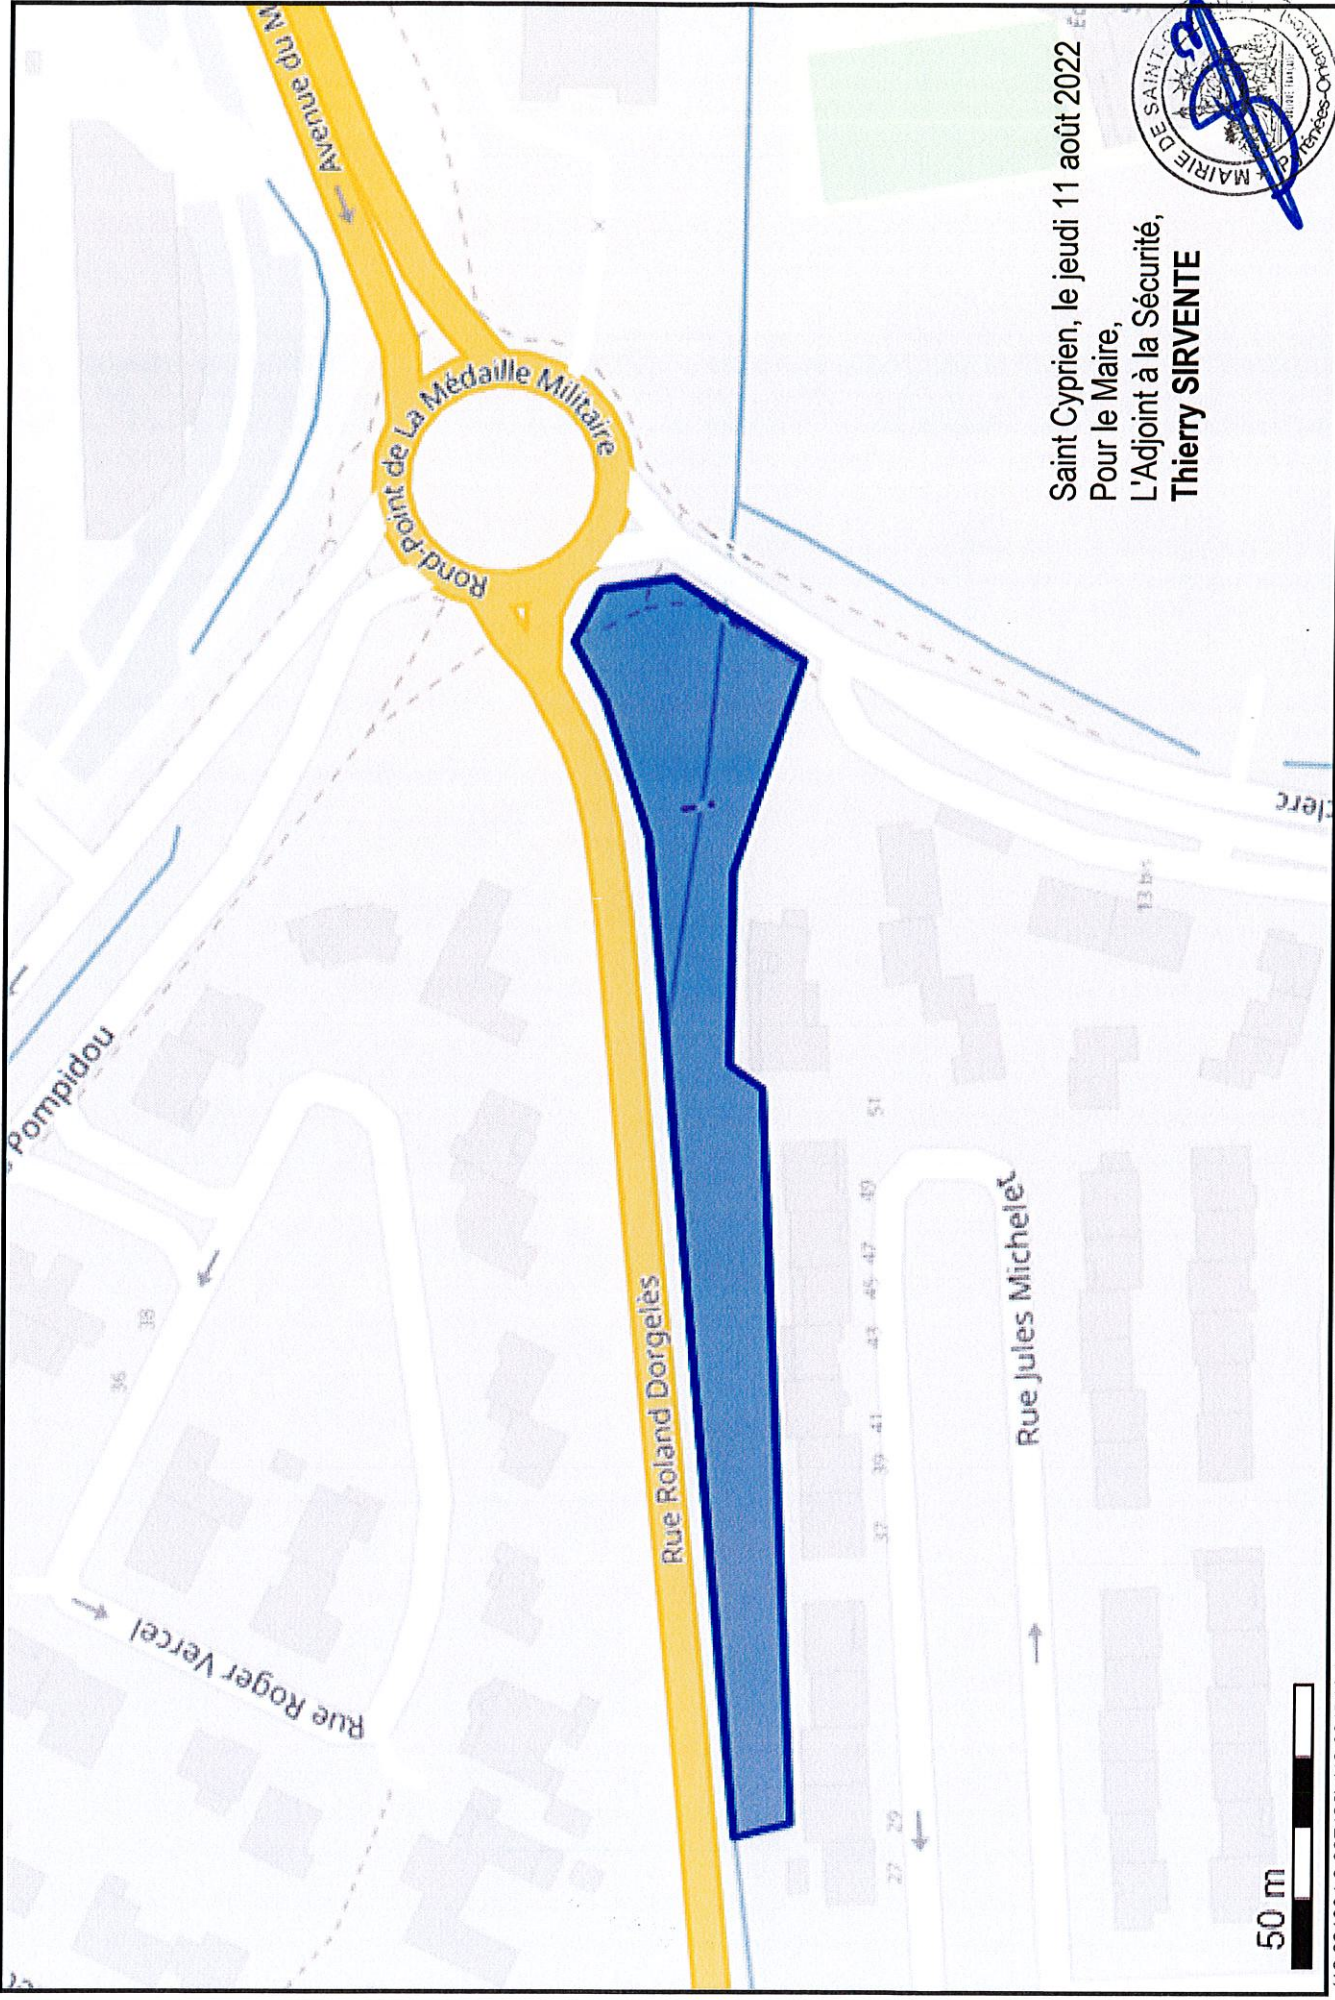 Avenue du M
Rond-Point de La Médaille Militaire
Pompidou
Rue Roger Vercel
Rue Roland Dorgelès
Rue Jules Michelet
clerc
38
36
51
49
47
45
43
41
39
37
29
27
13 bis
50 m
Saint Cyprien, le jeudi 11 août 2022
Pour le Maire,
L'Adjoint à la Sécurité,
Thierry SIRVENTE
MAIRIE DE SAINT-C
Pyrénées-Orientales